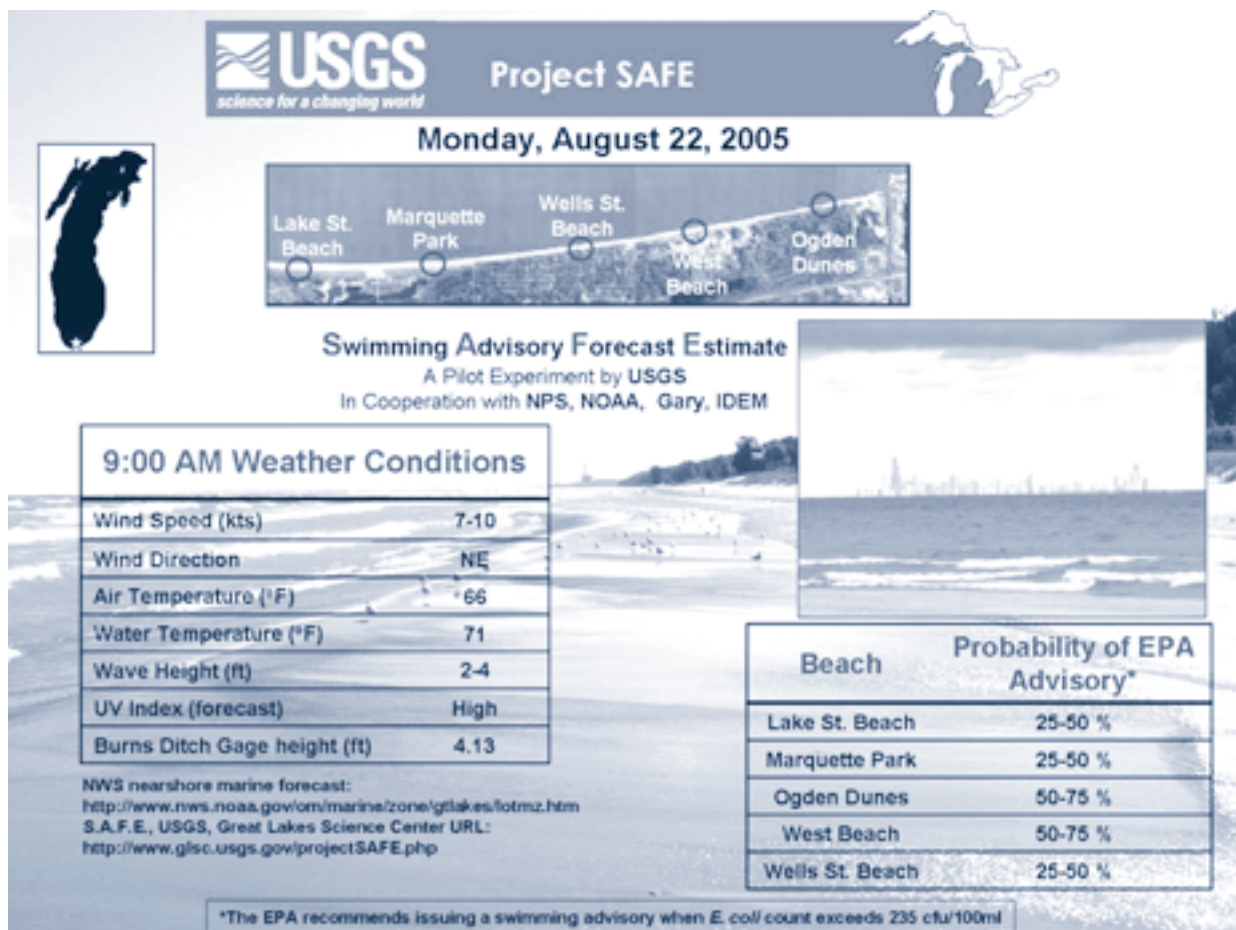 USGS
science for a changing world
Project SAFE
Monday, August 22, 2005
Lake St.
Beach
Marquette
Park
Wells St.
Beach
West
Beach
Ogden
Dunes
Swimming Advisory Forecast Estimate
A Pilot Experiment by USGS
In Cooperation with NPS, NOAA, Gary, IDEM
9:00 AM Weather Conditions
Wind Speed (kts) 7-10
Wind Direction NE
Air Temperature (°F) 66
Water Temperature (°F) 71
Wave Height (ft) 2-4
UV Index (forecast) High
Burns Ditch Gage height (ft) 4.13
NWS nearshore marine forecast:
http://www.nws.noaa.gov/om/marine/zone/gtlakes/lotmz.htm
S.A.F.E., USGS, Great Lakes Science Center URL:
http://www.glsc.usgs.gov/projectSAFE.php
Beach Probability of EPA
Advisory*
Lake St. Beach 25-50 %
Marquette Park 25-50 %
Ogden Dunes 50-75 %
West Beach 50-75 %
Wells St. Beach 25-50 %
*The EPA recommends issuing a swimming advisory when E. coli count exceeds 235 cfu/100ml